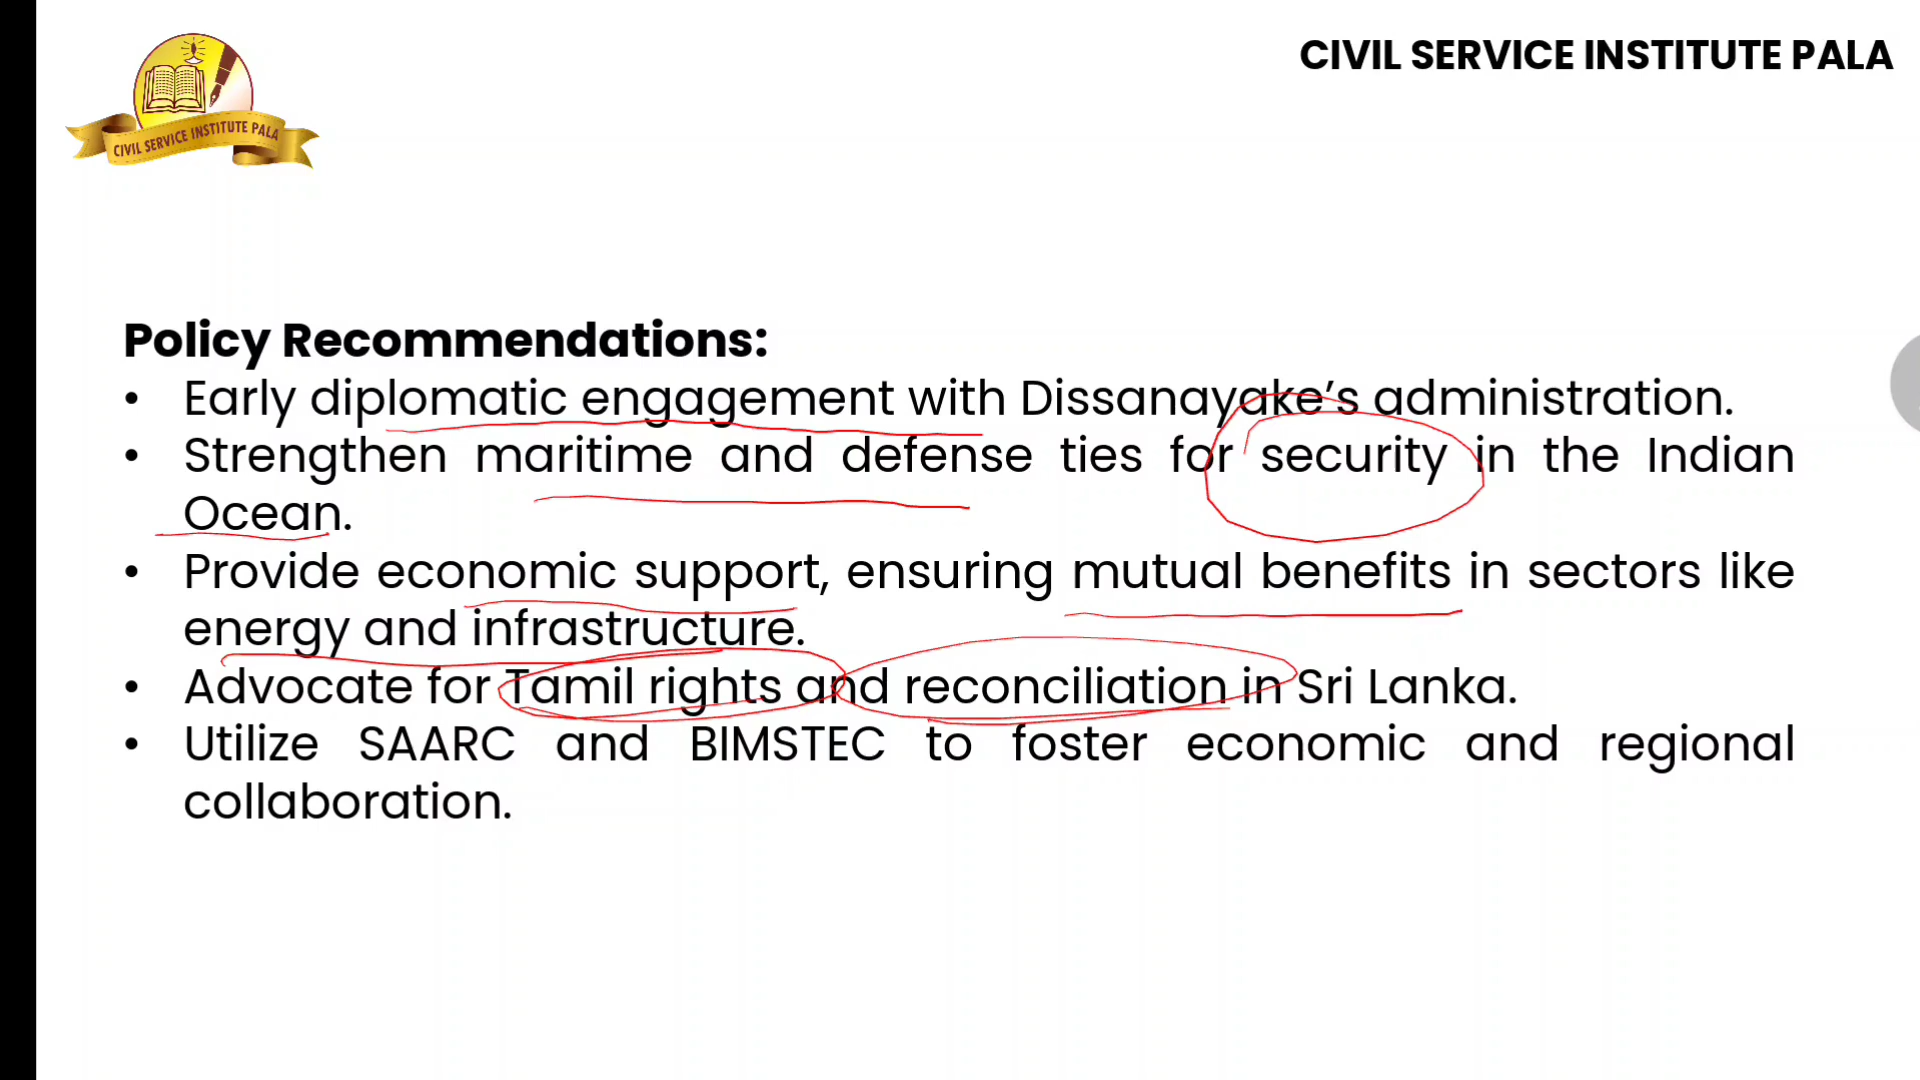 CIVIL SERVICE INSTITUTE PALA
CIVIL SERVICE INSTITUTE PALA
Policy Recommendations:
• Early diplomatic engagement with Dissanayake’s administration.
• Strengthen maritime and defense ties for security in the Indian
Ocean.
• Provide economic support, ensuring mutual benefits in sectors like
energy and infrastructure.
• Advocate for Tamil rights and reconciliation in Sri Lanka.
• Utilize SAARC and BIMSTEC to foster economic and regional
collaboration.